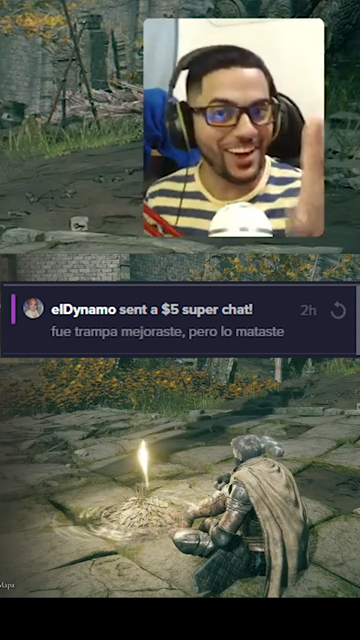 elDynamo sent a $5 super chat! 2h
fue trampa mejoraste, pero lo mataste
Mapa